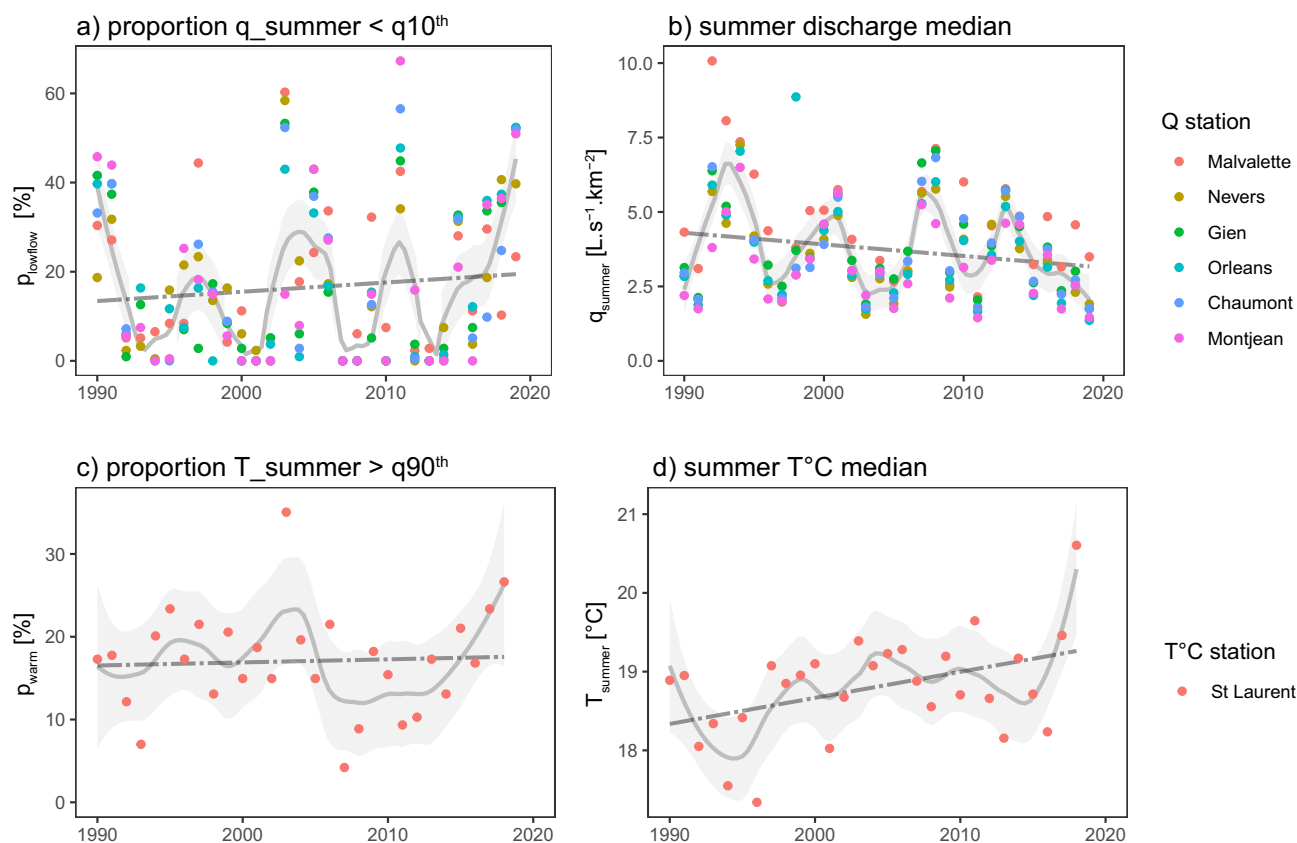 a) proportion q_summer < q10th
b) summer discharge median
60
40
20
0
plowflow [%]
1990
2000
2010
2020
10.0
7.5
5.0
2.5
0.0
qsummer [L.s⁻¹.km⁻²]
1990
2000
2010
2020
Q station
Malvalette
Nevers
Gien
Orleans
Chaumont
Montjean
c) proportion T_summer > q90th
d) summer T°C median
30
20
10
0
pwarm [%]
1990
2000
2010
2020
21
20
19
18
Tsummer [°C]
1990
2000
2010
2020
T°C station
St Laurent